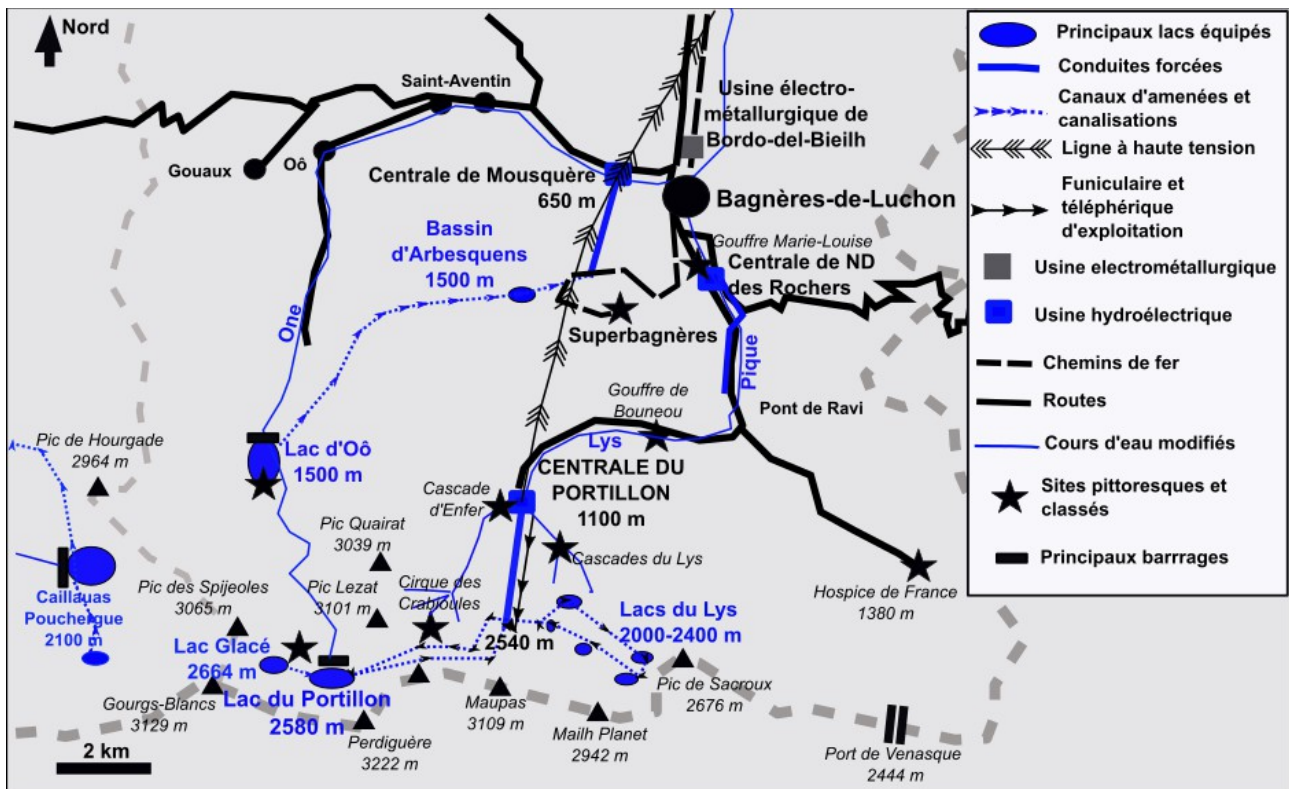 Nord
Saint-Aventin
Gouaux
Oô
Usine électro-
métallurgique de
Bordo-del-Bieilh
Centrale de Mousquère
650 m
Bagnères-de-Luchon
Bassin
d'Arbesquens
1500 m
Gouffre Marie-Louise
Centrale de ND
des Rochers
One
Superbagnères
Pique
Gouffre de
Bouneou
Pont de Ravi
Lys
Pic de Hourgade
2964 m
Lac d'Oô
1500 m
CENTRALE DU
PORTILLON
1100 m
Cascade
d'Enfer
Pic Quairat
3039 m
Cascades du Lys
Caillauas
Pouchergue
2100 m
Pic des Spijeoles
3065 m
Pic Lezat
3101 m
Cirque des
Crabioules
Hospice de France
1380 m
Lacs du Lys
2000-2400 m
2540 m
Lac Glacé
2664 m
Lac du Portillon
2580 m
Gourgs-Blancs
3129 m
Perdiguère
3222 m
Maupas
3109 m
Mailh Planet
2942 m
Pic de Sacroux
2676 m
Port de Venasque
2444 m
2 km
Principaux lacs équipés
Conduites forcées
Canaux d'amenées et
canalisations
Ligne à haute tension
Funiculaire et
téléphérique
d'exploitation
Usine electrométallurgique
Usine hydroélectrique
Chemins de fer
Routes
Cours d'eau modifiés
Sites pittoresques et
classés
Principaux barrrages